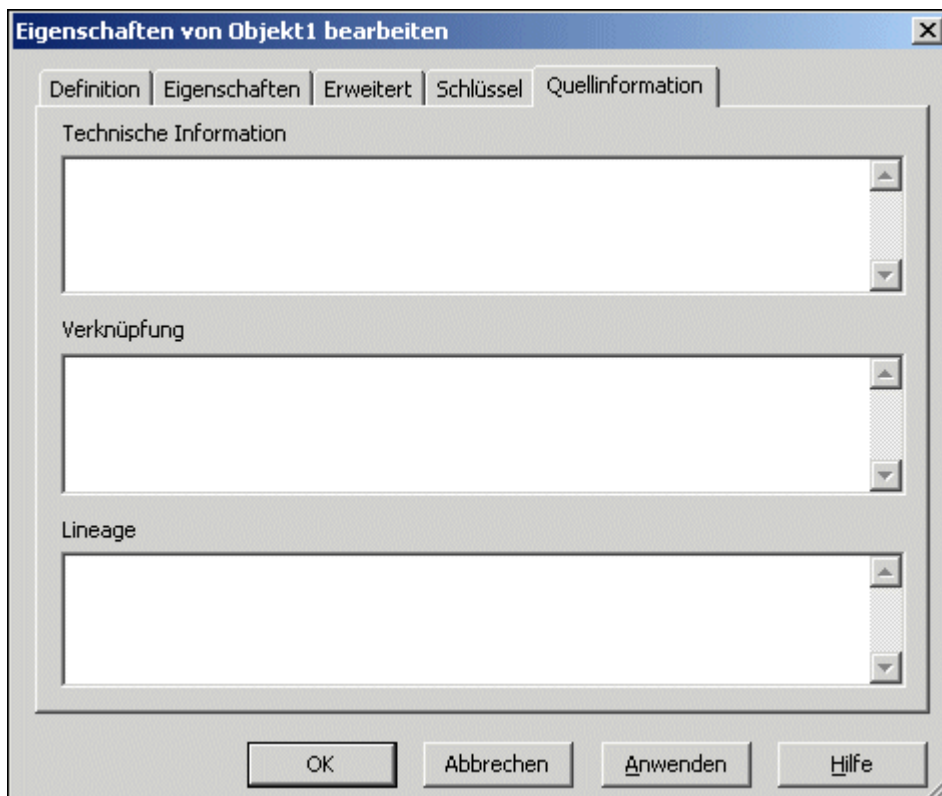 Eigenschaften von Objekt1 bearbeiten
Definition Eigenschaften Erweitert Schlüssel Quellinformation
Technische Information
Verknüpfung
Lineage
OK Abbrechen Anwenden Hilfe